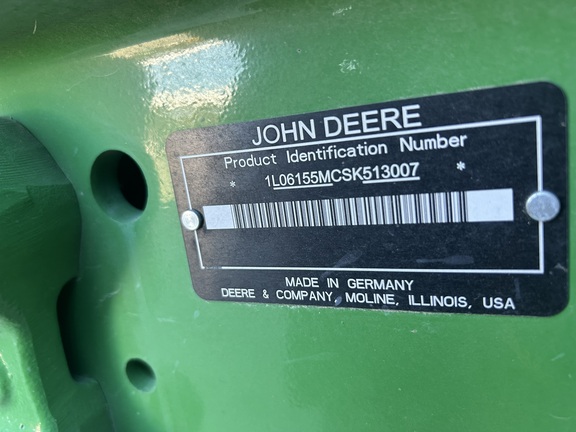 JOHN DEERE
Product Identification Number
* 1L06155MCSK513007 *
MADE IN GERMANY
DEERE & COMPANY, MOLINE, ILLINOIS, USA